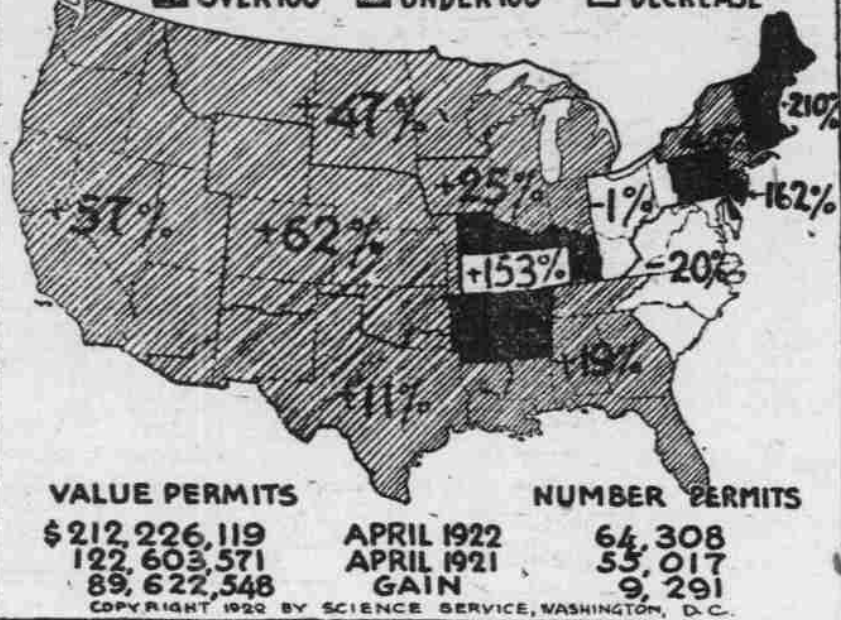 OVER 100 UNDER 100 DECREASE
+47%
-210%
+25%
-1%
+162%
+37%
+62%
+153%
-20%
+19%
+11%
VALUE PERMITS NUMBER PERMITS
$212,226,119 APRIL 1922 64,308
122,603,571 APRIL 1921 55,017
89,622,548 GAIN 9,291
COPYRIGHT 1922 BY SCIENCE SERVICE, WASHINGTON, D.C.